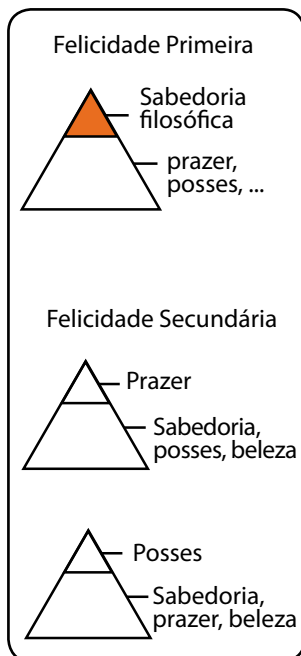 Felicidade Primeira
Sabedoria
filosófica
prazer,
posses, ...
Felicidade Secundária
Prazer
Sabedoria,
posses, beleza
Posses
Sabedoria,
prazer, beleza